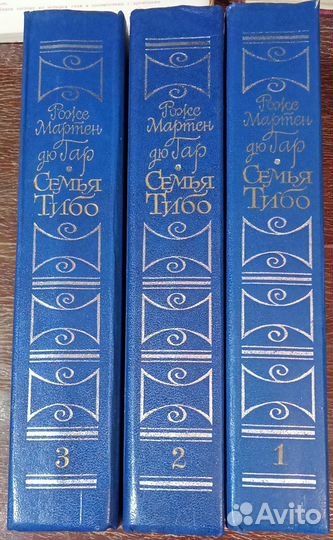 Роже
Мартен
дю Гар
Семья
Тибо
3
Роже
Мартен
дю Гар
Семья
Тибо
2
Роже
Мартен
дю Гар
Семья
Тибо
1
Avito